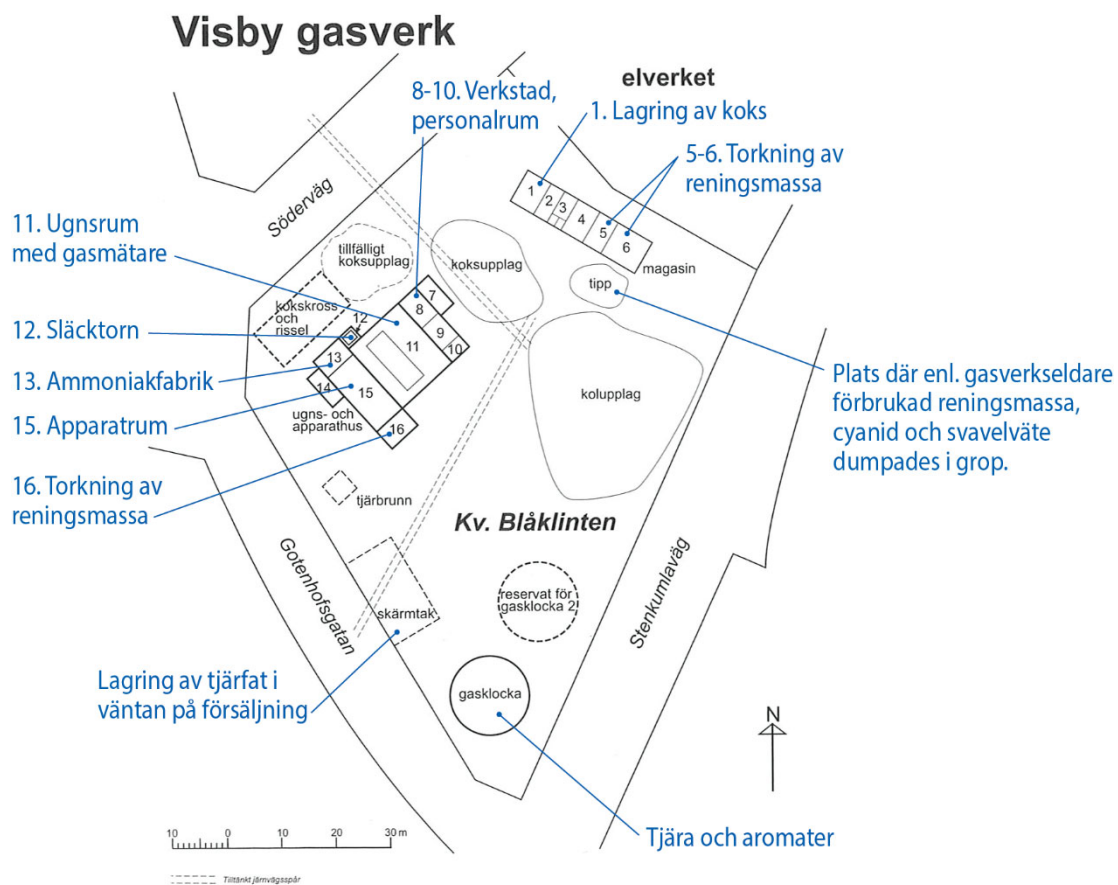 Visby gasverk
elverket
8-10. Verkstad,
personalrum
1. Lagring av koks
5-6. Torkning av
reningsmassa
1
2
3
4
5
6
magasin
Söderväg
11. Ugnsrum
med gasmätare
tillfälligt
koksupplag
koksupplag
tipp
kokskross
och
rissel
12
7
8
9
10
11
12. Släcktorn
13
13. Ammoniakfabrik
14
15
kolupplag
Plats där enl. gasverkseldare
förbrukad reningsmassa,
cyanid och svavelväte
dumpades i grop.
15. Apparatrum
ugns- och
apparathus
16
16. Torkning av
reningsmassa
tjärbrunn
Kv. Blåklinten
Gotenhofsgatan
reservat för
gasklocka 2
Stenkumlaväg
skärmtak
Lagring av tjärfat i
väntan på försäljning
gasklocka
N
Tjära och aromater
10 0 10 20 30 m
Tilltänkt järnvägsspår